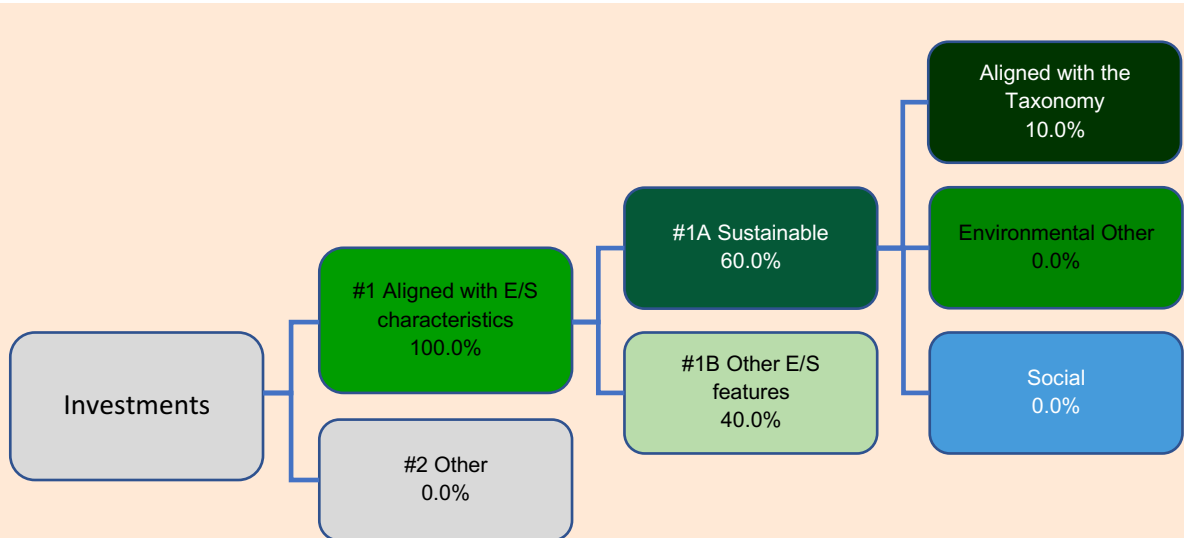 Investments
#1 Aligned with E/S
characteristics
100.0%
#2 Other
0.0%
#1A Sustainable
60.0%
#1B Other E/S
features
40.0%
Aligned with the
Taxonomy
10.0%
Environmental Other
0.0%
Social
0.0%